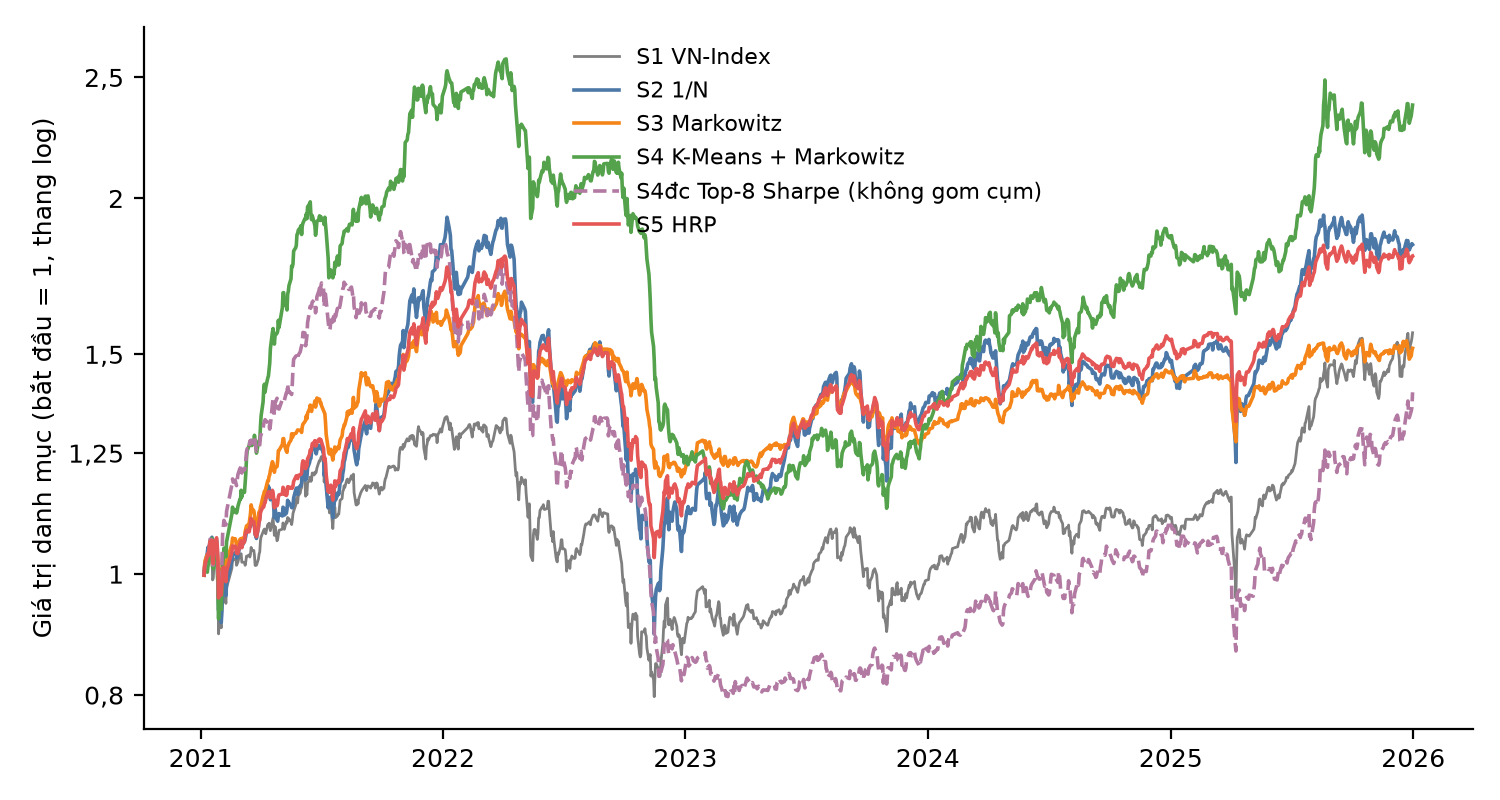 Giá trị danh mục (bắt đầu = 1, thang log)
2,5
2
1,5
1,25
1
0,8
S1 VN-Index
S2 1/N
S3 Markowitz
S4 K-Means + Markowitz
S4đc Top-8 Sharpe (không gom cụm)
S5 HRP
2021
2022
2023
2024
2025
2026